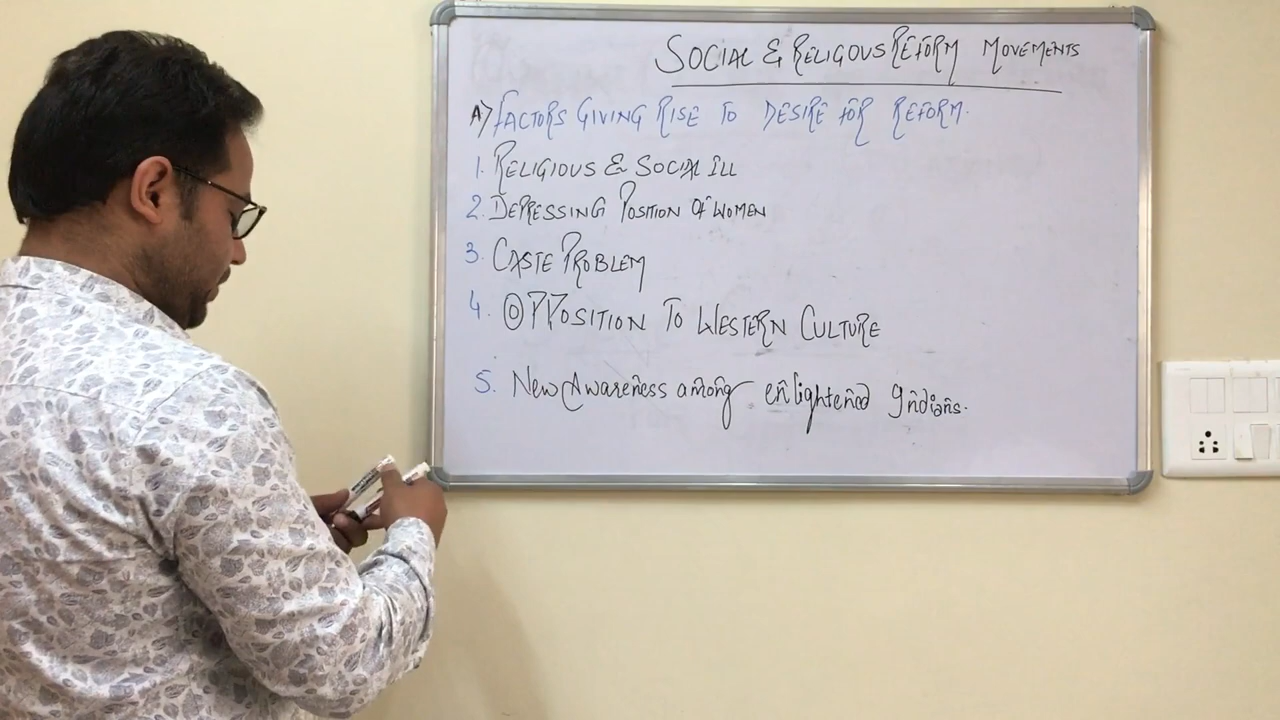 SOCIAL & RELIGOUS REFORM MOVEMENTS
A) FACTORS GIVING RISE TO DESIRE FOR REFORM.
1. RELIGIOUS & SOCIAL ILL
2. DEPRESSING POSITION OF WOMEN
3. CASTE PROBLEM
4. OPPOSITION TO WESTERN CULTURE
5. New Awareness among enlightened Indians.